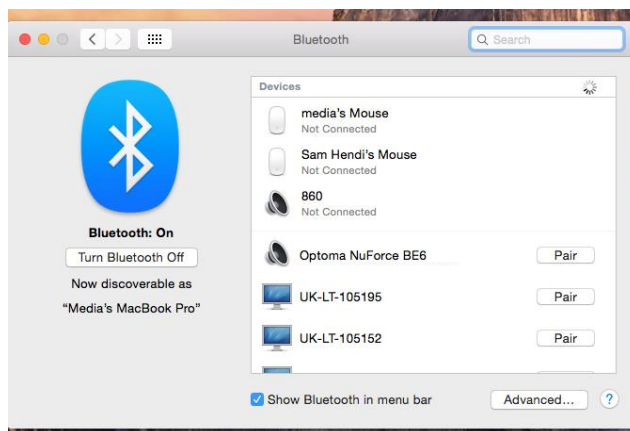 Bluetooth
Search
Devices
media's Mouse
Not Connected
Sam Hendi's Mouse
Not Connected
860
Not Connected
Optoma NuForce BE6
Pair
UK-LT-105195
Pair
UK-LT-105152
Pair
Bluetooth: On
Turn Bluetooth Off
Now discoverable as
“Media's MacBook Pro”
Show Bluetooth in menu bar
Advanced...
?